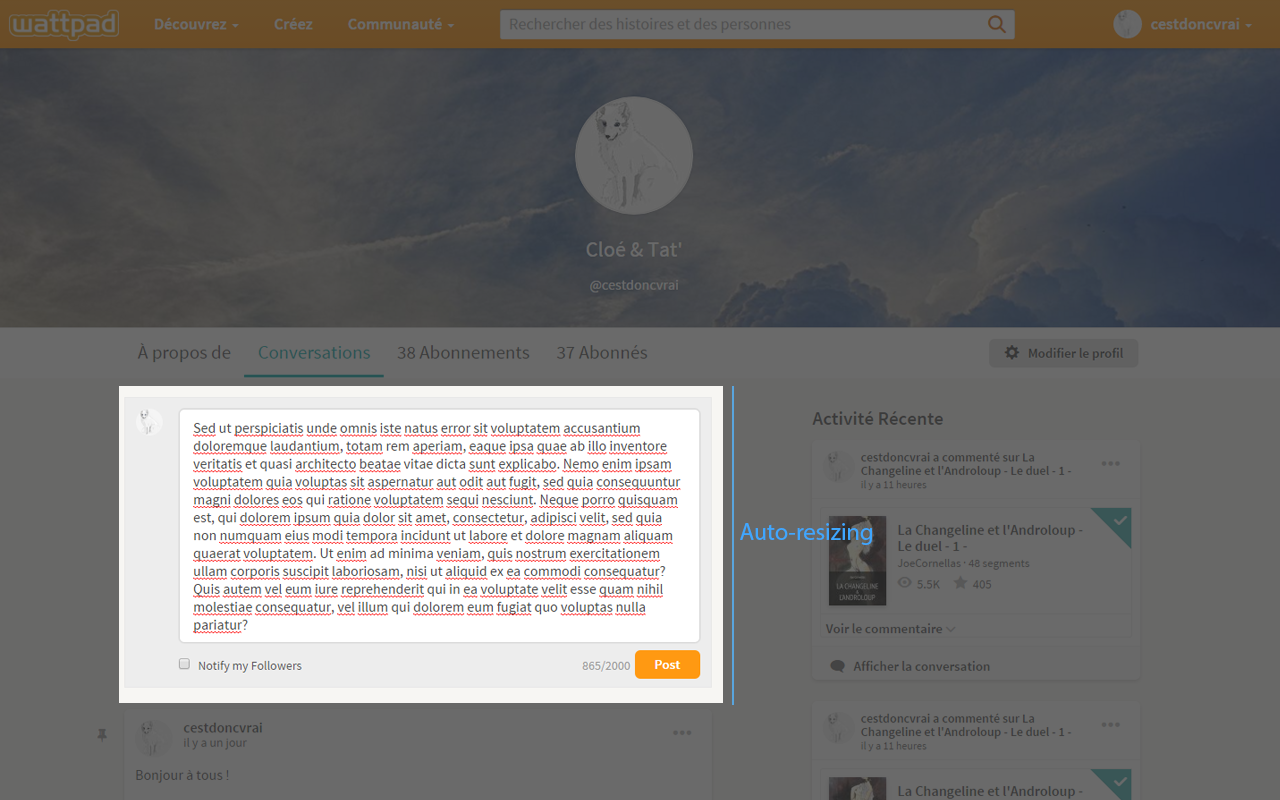 wattpad
Découvrez
Créez
Communauté
Rechercher des histoires et des personnes
cestdoncvrai
Cloé & Tat'
@cestdoncvrai
À propos de
Conversations
38 Abonnements
37 Abonnés
Modifier le profil
Sed ut perspiciatis unde omnis iste natus error sit voluptatem accusantium
doloremque laudantium, totam rem aperiam, eaque ipsa quae ab illo inventore
veritatis et quasi architecto beatae vitae dicta sunt explicabo. Nemo enim ipsam
voluptatem quia voluptas sit aspernatur aut odit aut fugit, sed quia consequuntur
magni dolores eos qui ratione voluptatem sequi nesciunt. Neque porro quisquam
est, qui dolorem ipsum quia dolor sit amet, consectetur, adipisci velit, sed quia
non numquam eius modi tempora incidunt ut labore et dolore magnam aliquam
quaerat voluptatem. Ut enim ad minima veniam, quis nostrum exercitationem
ullam corporis suscipit laboriosam, nisi ut aliquid ex ea commodi consequatur?
Quis autem vel eum iure reprehenderit qui in ea voluptate velit esse quam nihil
molestiae consequatur, vel illum qui dolorem eum fugiat quo voluptas nulla
pariatur?
Notify my Followers
865/2000
Post
Auto-resizing
cestdoncvrai
il y a un jour
Bonjour à tous !
Activité Récente
cestdoncvrai a commenté sur La
Changeline et l'Androloup - Le duel - 1 -
il y a 11 heures
LA CHANGELINE
&
L'ANDROLOUP
La Changeline et l'Androloup -
Le duel - 1 -
JoeCornellas · 48 segments
5.5K
405
Voir le commentaire
Afficher la conversation
cestdoncvrai a commenté sur La
Changeline et l'Androloup - Le duel - 1 -
il y a 11 heures
La Changeline et l'Androloup -